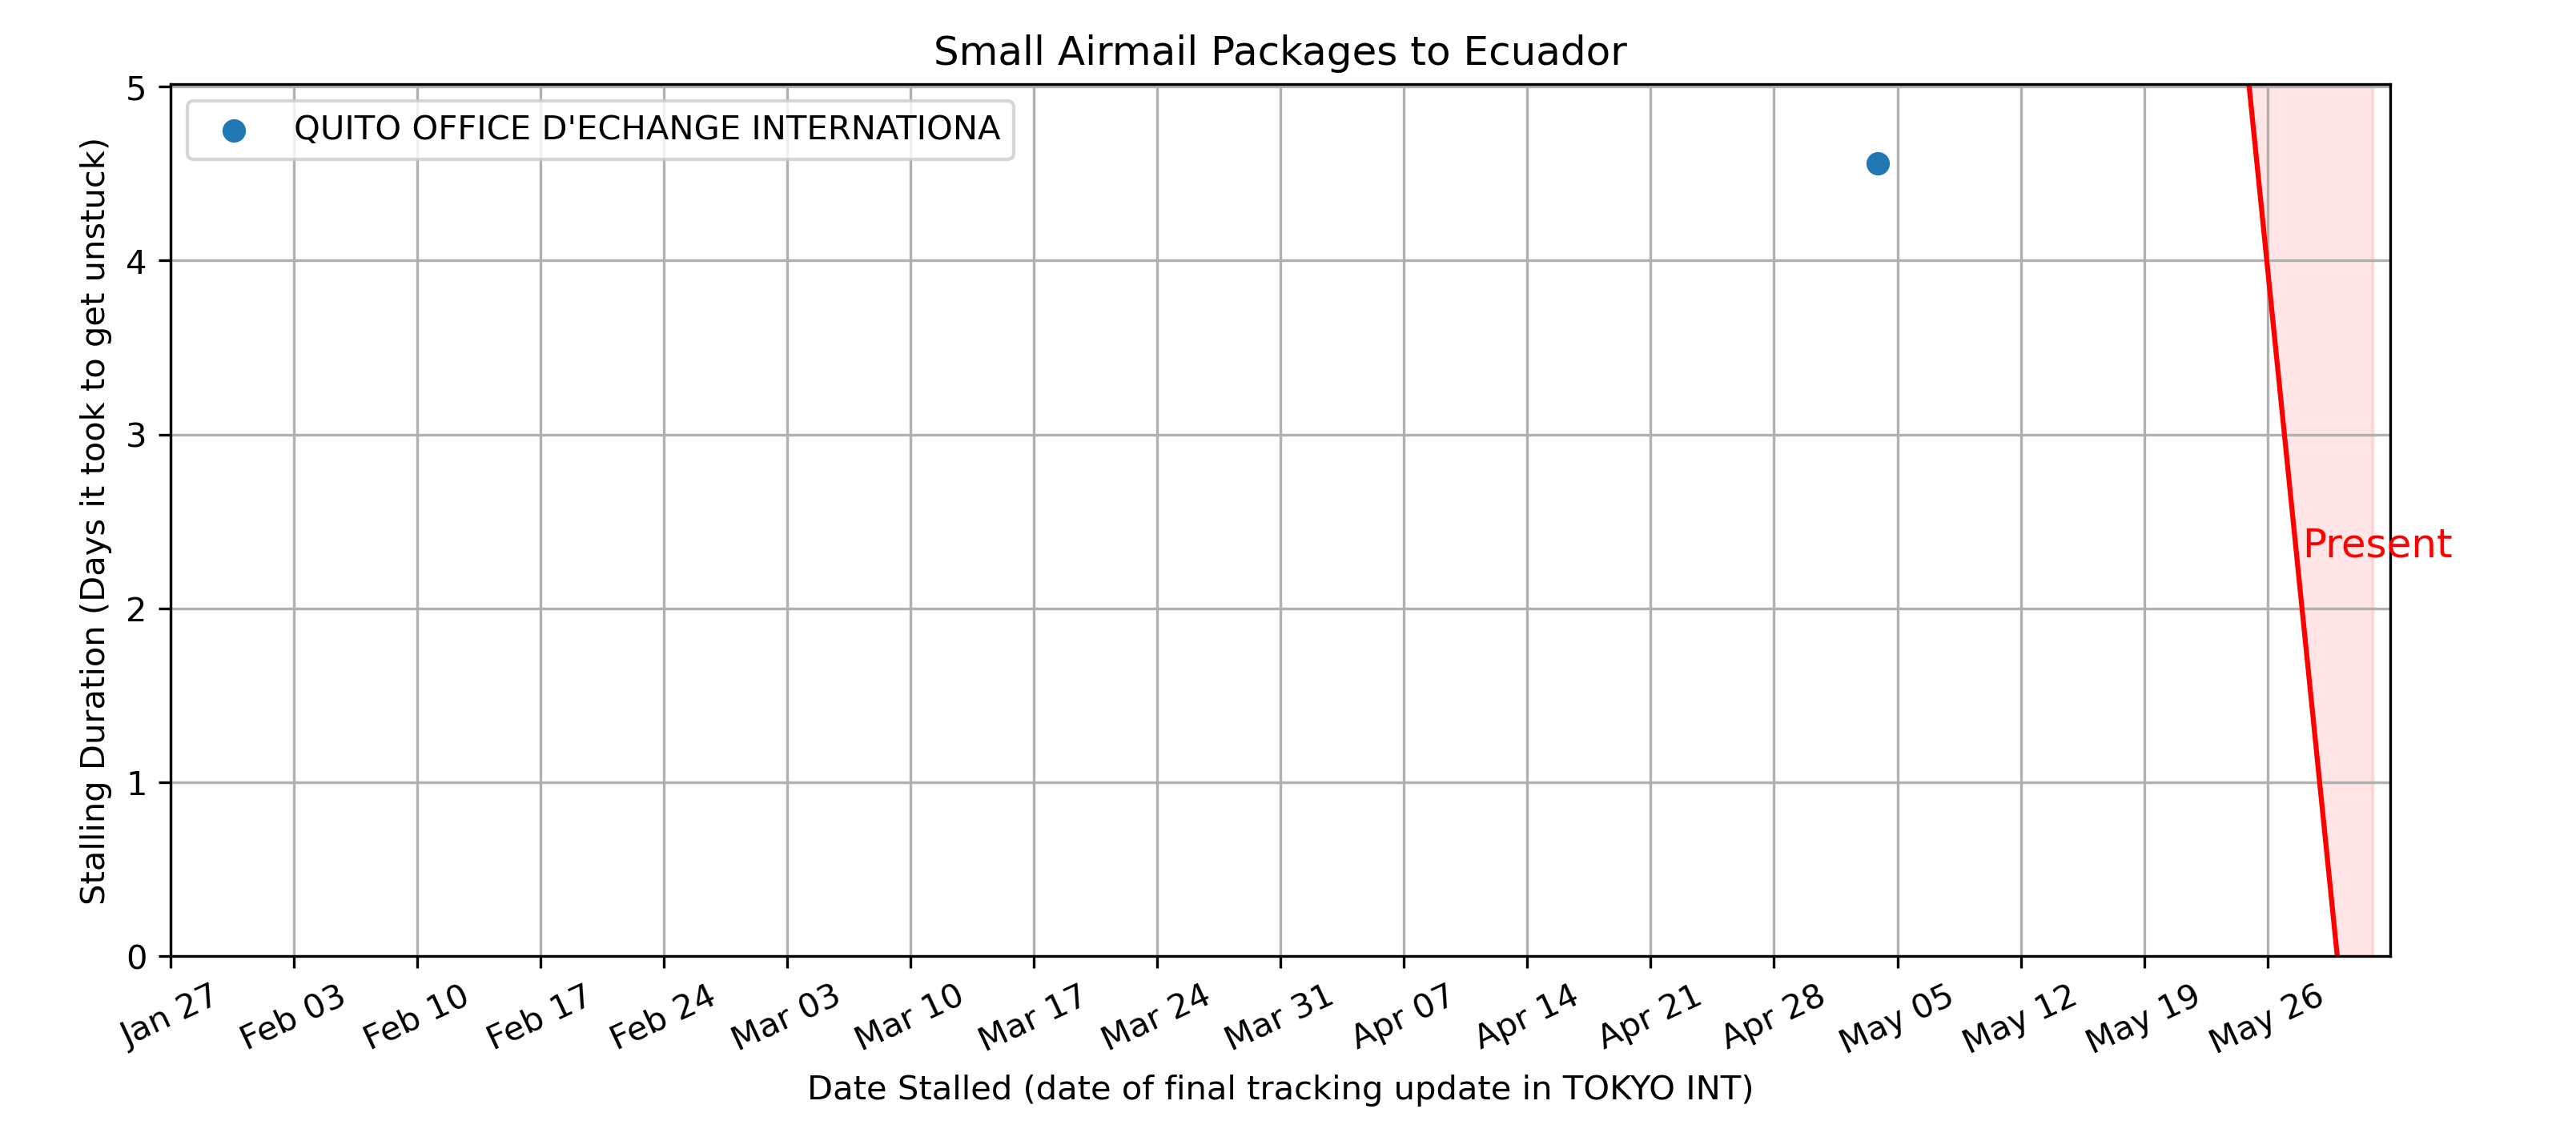 Small Airmail Packages to Ecuador
QUITO OFFICE D'ECHANGE INTERNATIONA
Stalling Duration (Days it took to get unstuck)
5
4
3
2
1
0
Present
Jan 27
Feb 03
Feb 10
Feb 17
Feb 24
Mar 03
Mar 10
Mar 17
Mar 24
Mar 31
Apr 07
Apr 14
Apr 21
Apr 28
May 05
May 12
May 19
May 26
Date Stalled (date of final tracking update in TOKYO INT)